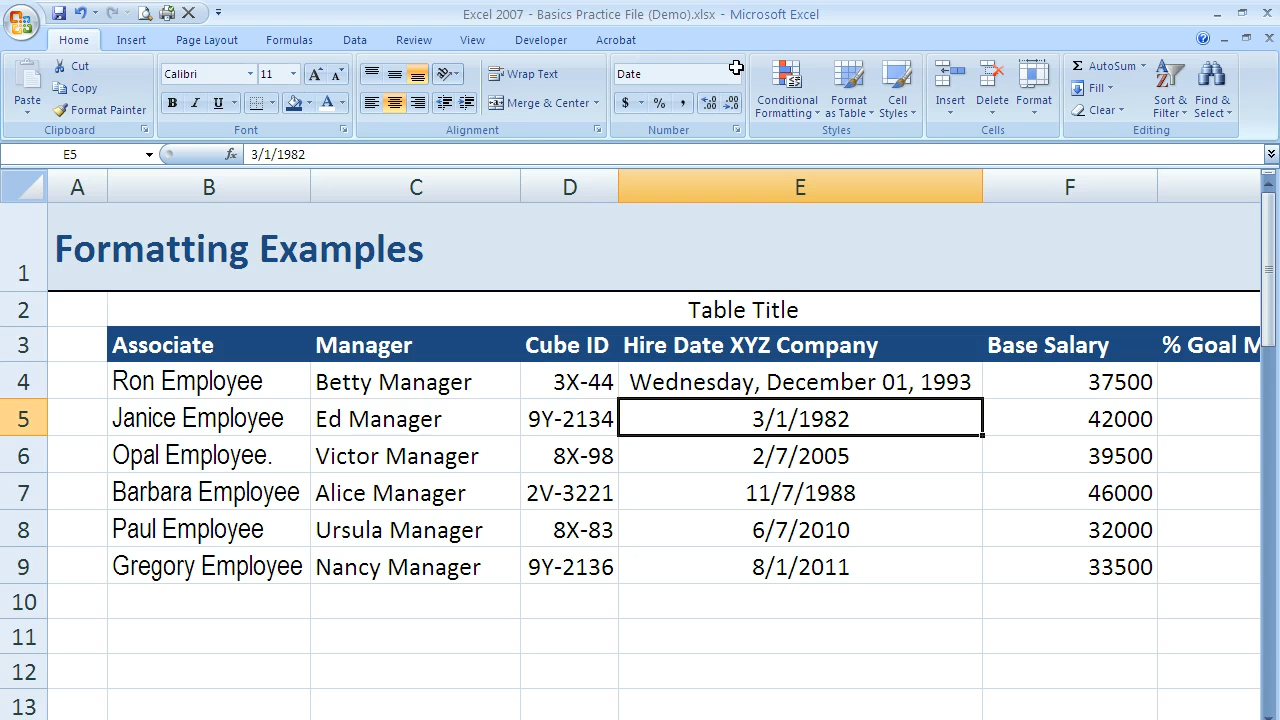 Excel 2007 - Basics Practice File (Demo).xlsx - Microsoft Excel
Home Insert Page Layout Formulas Data Review View Developer Acrobat
Paste
Cut
Copy
Format Painter
Clipboard
Calibri 11
B I U
Font
Wrap Text
Merge & Center
Alignment
Date
$ % ,
Number
Conditional Formatting
Format as Table
Cell Styles
Styles
Insert Delete Format
Cells
Σ AutoSum
Fill
Clear
Sort & Filter
Find & Select
Editing
E5 fx 3/1/1982
A B C D E F
1 Formatting Examples
2 Table Title
3 Associate Manager Cube ID Hire Date XYZ Company Base Salary % Goal M
4 Ron Employee Betty Manager 3X-44 Wednesday, December 01, 1993 37500
5 Janice Employee Ed Manager 9Y-2134 3/1/1982 42000
6 Opal Employee. Victor Manager 8X-98 2/7/2005 39500
7 Barbara Employee Alice Manager 2V-3221 11/7/1988 46000
8 Paul Employee Ursula Manager 8X-83 6/7/2010 32000
9 Gregory Employee Nancy Manager 9Y-2136 8/1/2011 33500
10
11
12
13